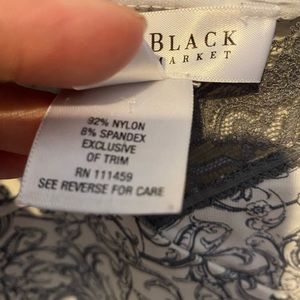 BLACK
MARKET
92% NYLON
8% SPANDEX
EXCLUSIVE
OF TRIM
RN 111459
SEE REVERSE FOR CARE